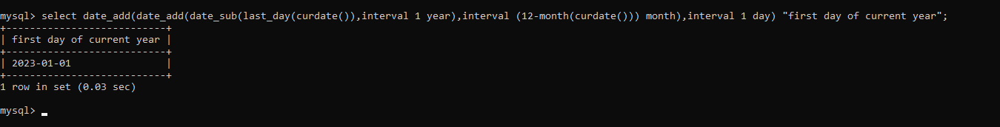 mysql> select date_add(date_add(date_sub(last_day(curdate()),interval 1 year),interval (12-month(curdate())) month),interval 1 day) "first day of current year";
+---------------------------+
| first day of current year |
+---------------------------+
| 2023-01-01                |
+---------------------------+
1 row in set (0.03 sec)
mysql>